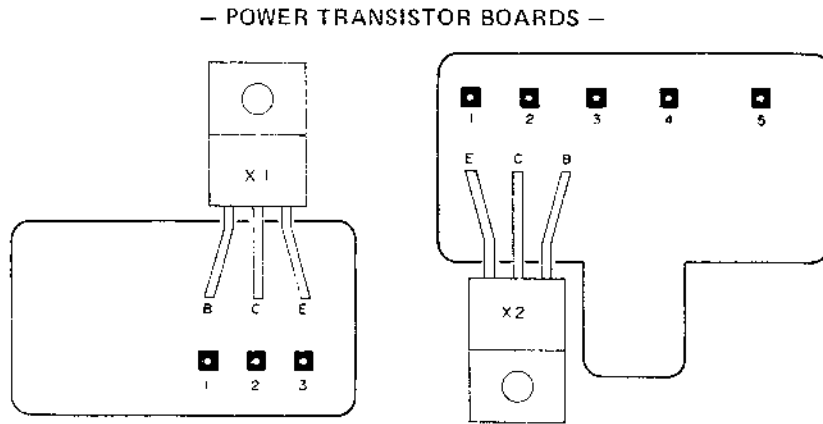 – POWER TRANSISTOR BOARDS –
X1
B C E
1 2 3
1 2 3 4 5
E C B
X2